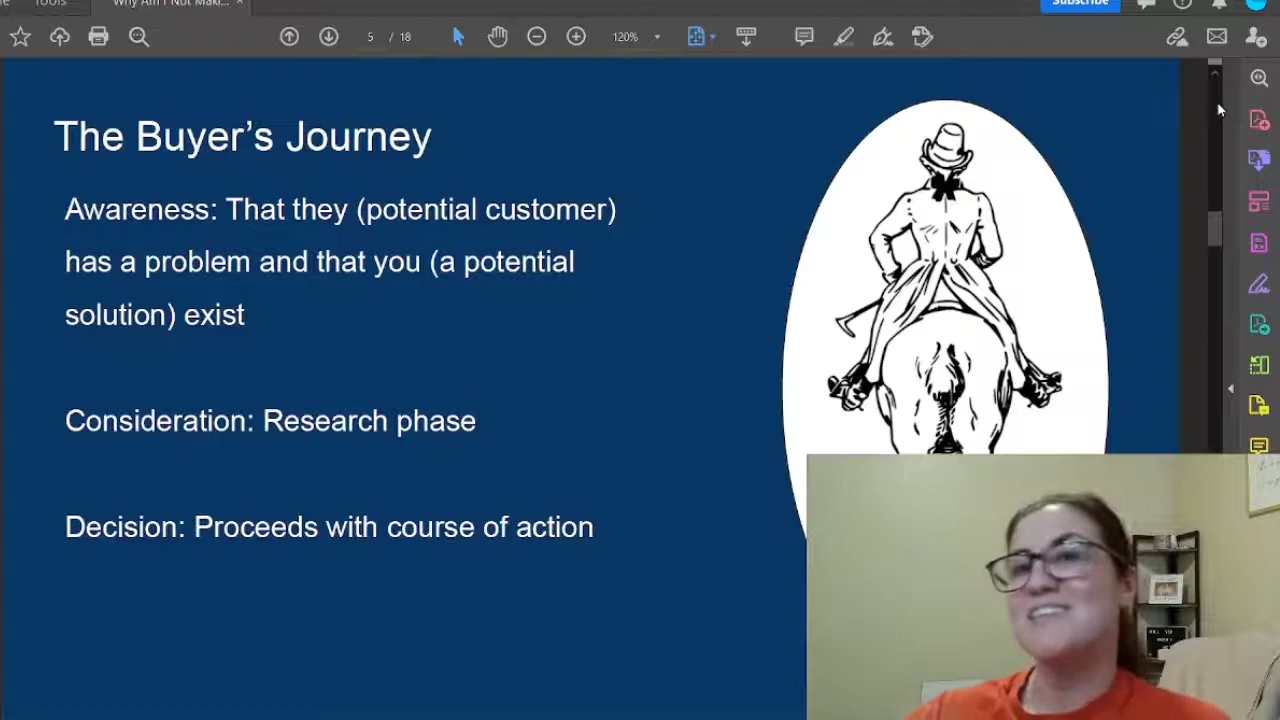 Tools
Why Am I Not Maki...
Subscribe
5 / 18
120%
The Buyer's Journey
Awareness: That they (potential customer)
has a problem and that you (a potential
solution) exist
Consideration: Research phase
Decision: Proceeds with course of action